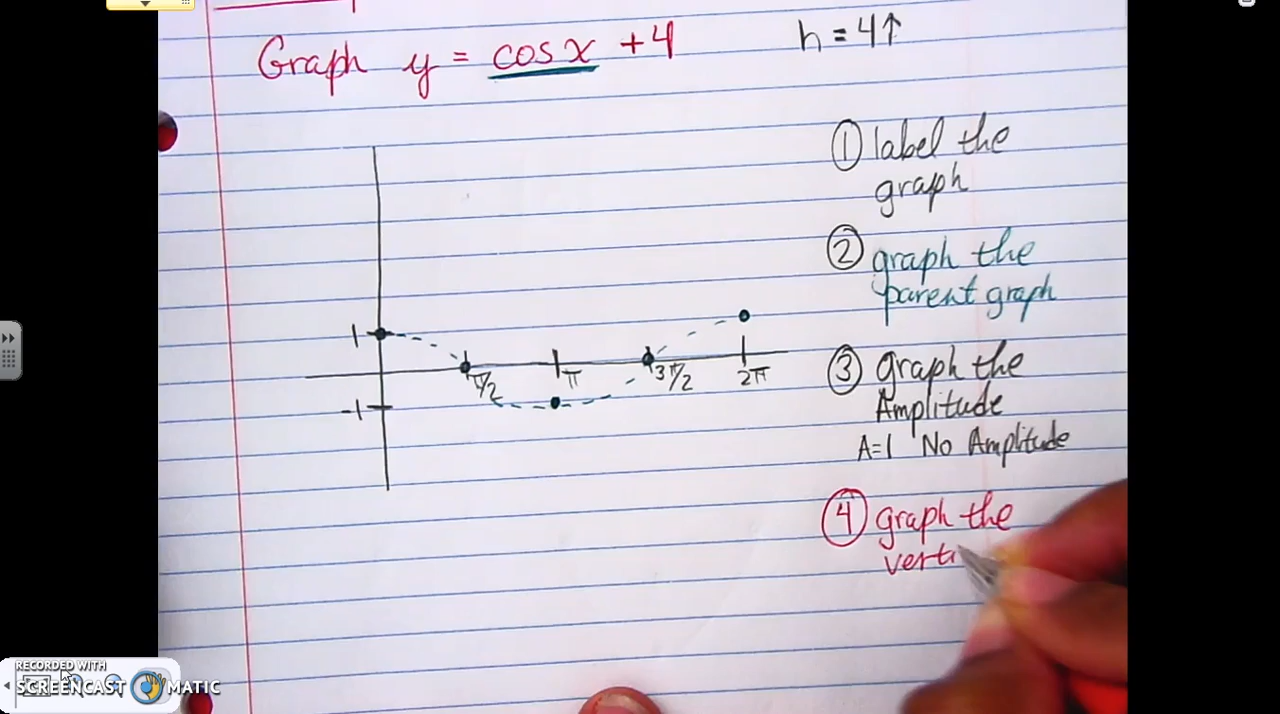 Graph y = cos x + 4
h = 4↑
① label the
graph
② graph the
parent graph
1
-1
π/2
π
3π/2
2π
③ graph the
Amplitude
A=1 No Amplitude
④ graph the
verti
RECORDED WITH
SCREENCAST MATIC